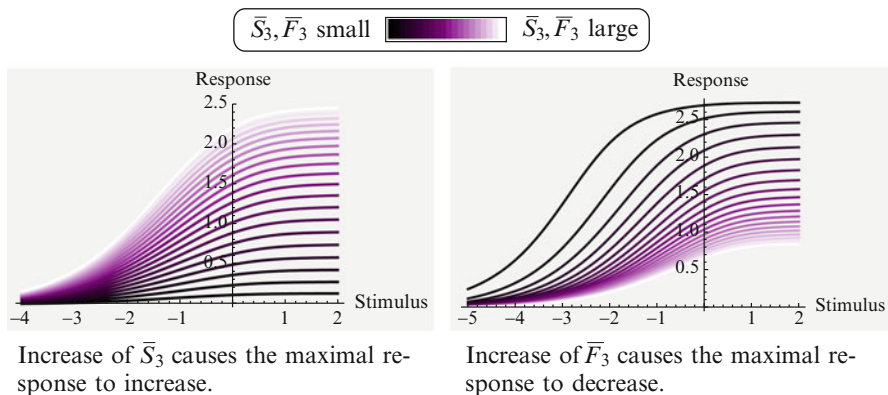 S̅₃, F̅₃ small S̅₃, F̅₃ large
Response
2.5
2.0
1.5
1.0
0.5
−4 −3 −2 −1 1 2 Stimulus
Increase of S̅₃ causes the maximal re-
sponse to increase.
Response
2.5
2.0
1.5
1.0
0.5
−5 −4 −3 −2 −1 1 2 Stimulus
Increase of F̅₃ causes the maximal re-
sponse to decrease.